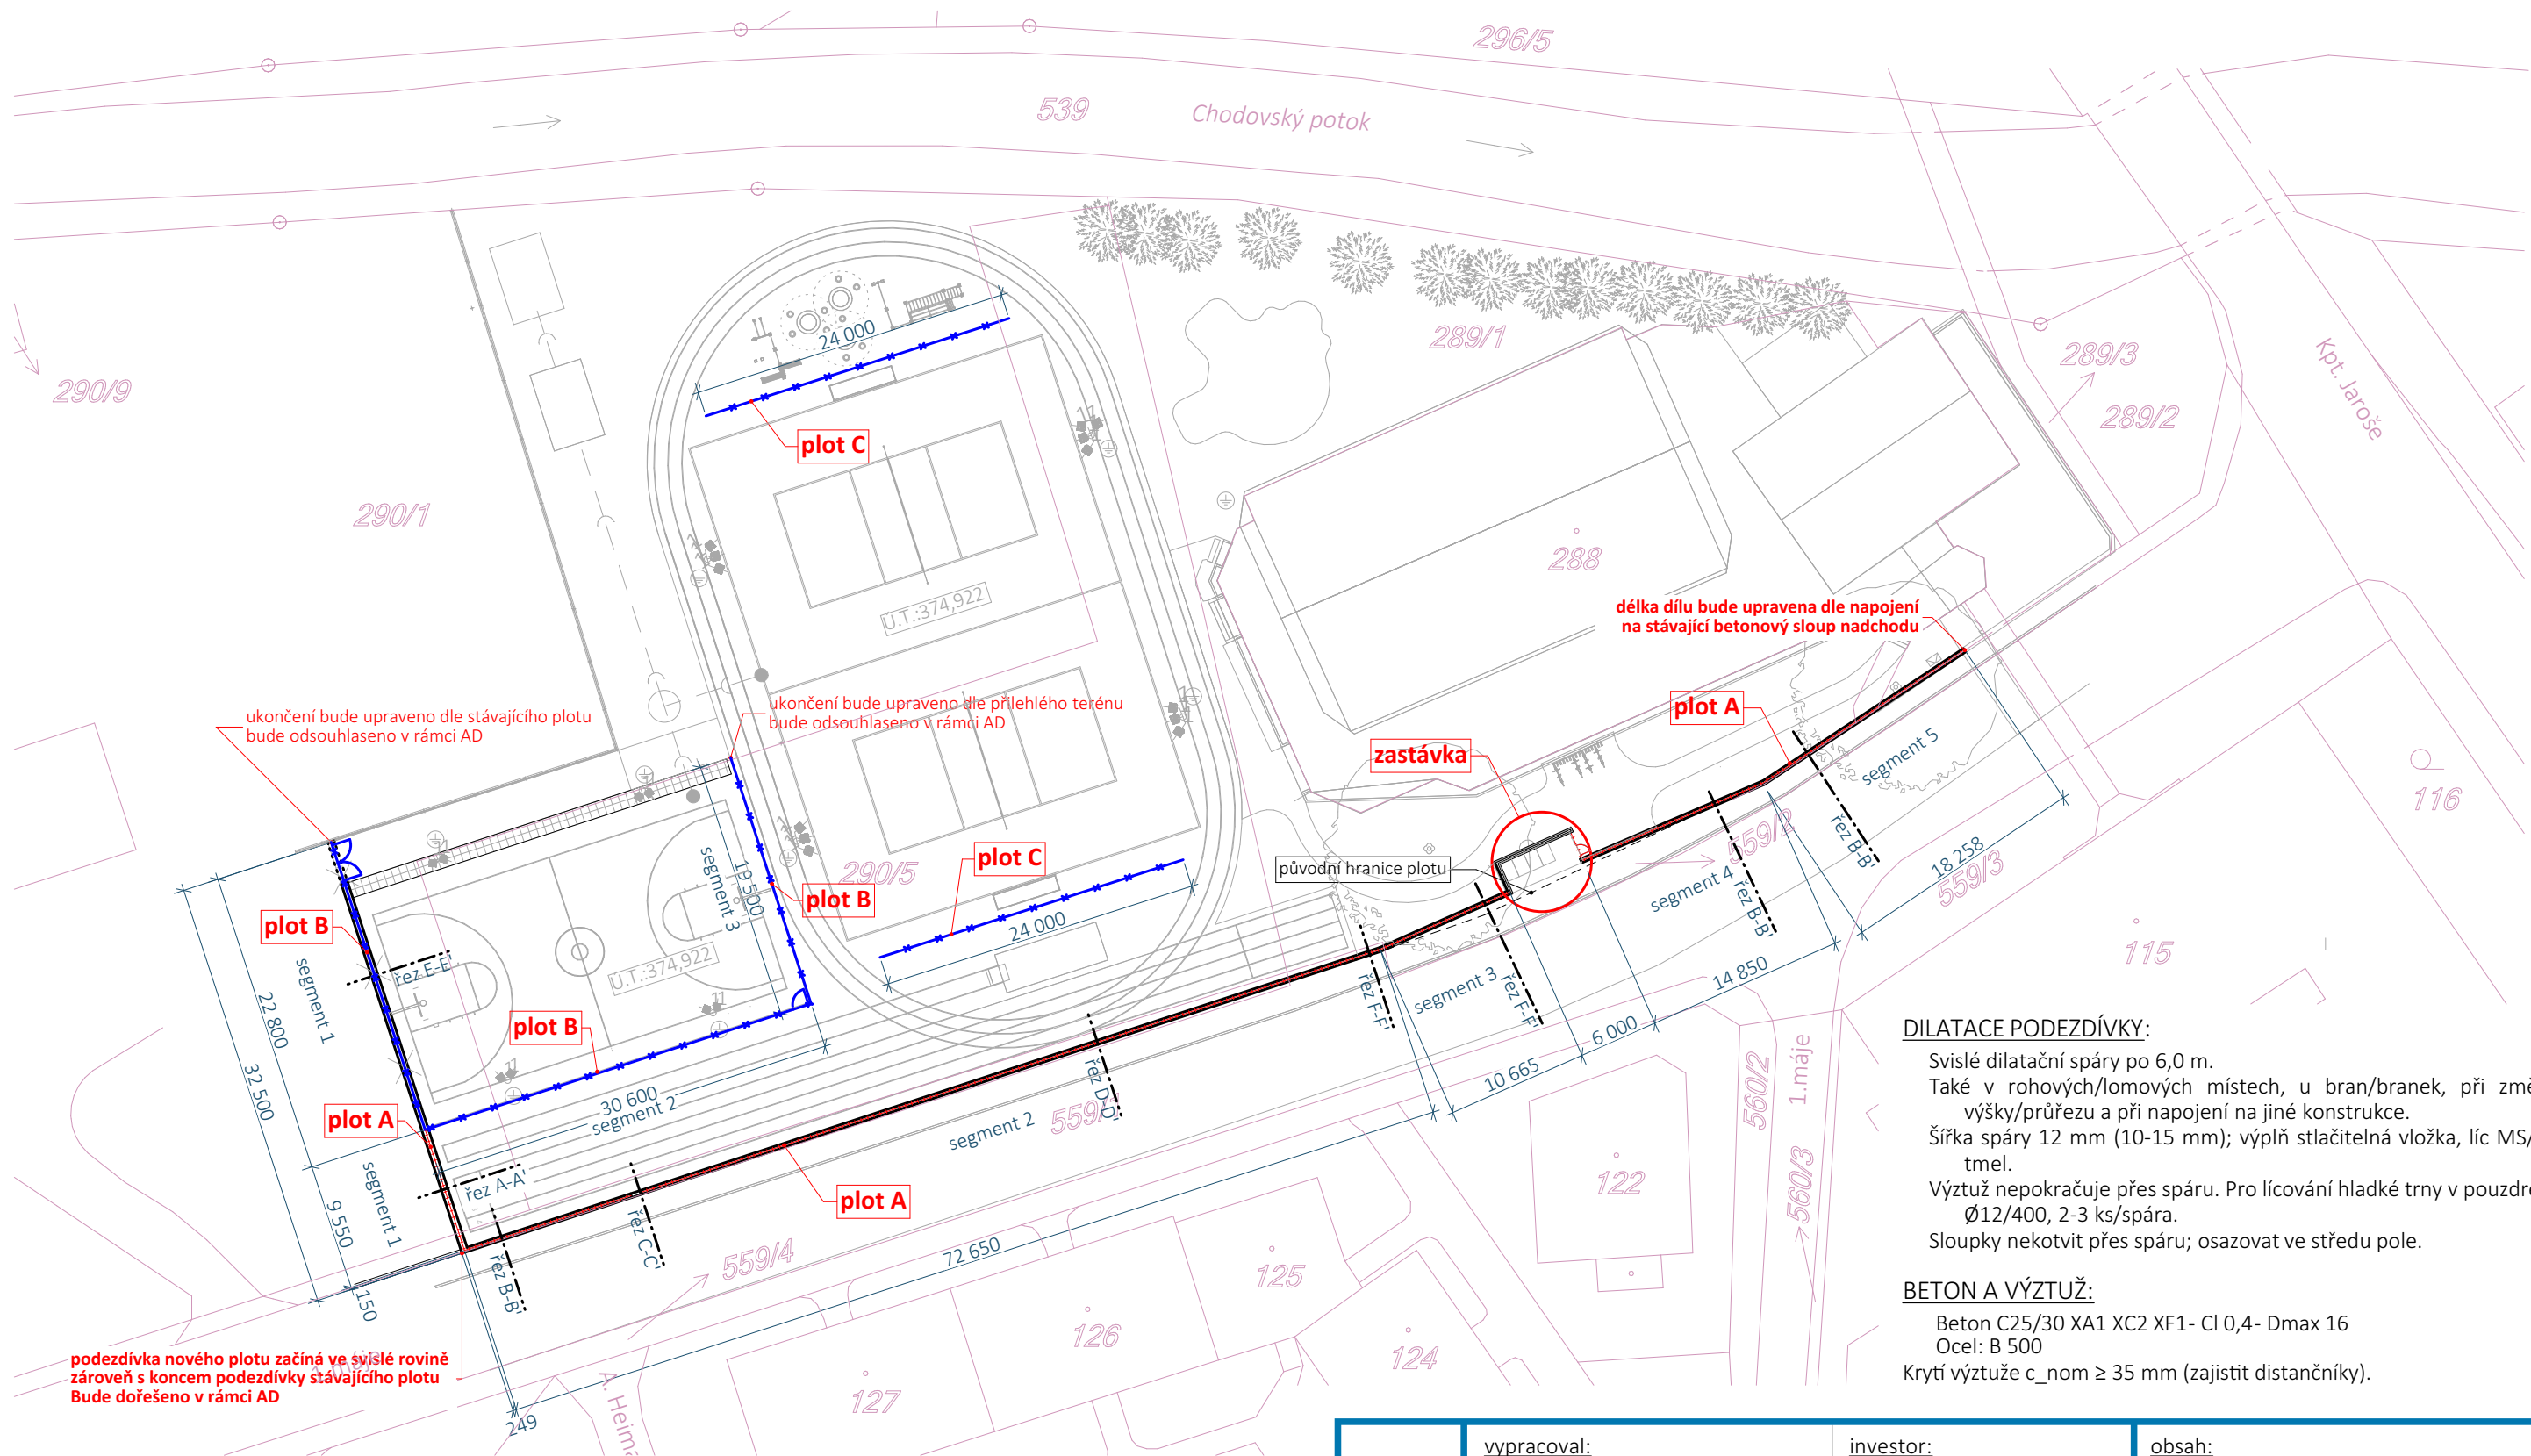 296/5
539
Chodovský potok
290/9
24 000
289/1
289/3
Kpt. Jaroše
289/2
plot C
290/1
288
Ú.T.:374,922
délka dílu bude upravena dle napojení
na stávající betonový sloup nadchodu
ukončení bude upraveno dle stávajícího plotu
bude odsouhlaseno v rámci AD
ukončení bude upraveno dle přilehlého terénu
bude odsouhlaseno v rámci AD
plot A
zastávka
segment 5
116
559/2
řez B-B'
18 258
559/3
původní hranice plotu
290/5
plot C
segment 3
19 500
plot B
segment 4
řez B-B'
plot B
24 000
115
segment 1
řez E-E'
Ú.T.:374,922
22 800
14 850
řez F-F'
segment 3
řez F-F'
6 000
plot B
32 500
10 665
30 600
segment 2
řez D-D'
559/1
segment 2
plot A
560/2
1.máje
122
560/3
9 550
segment 1
řez A-A'
plot A
řez C-C'
řez B-B'
559/4
72 650
125
150
126
124
127
249
podezdívka nového plotu začíná ve svislé rovině
zároveň s koncem podezdívky stávajícího plotu
Bude dořešeno v rámci AD
1.máje
A. Heima
DILATACE PODEZDÍVKY:
Svislé dilatační spáry po 6,0 m.
Také v rohových/lomových místech, u bran/branek, při změ
výšky/průřezu a při napojení na jiné konstrukce.
Šířka spáry 12 mm (10-15 mm); výplň stlačitelná vložka, líc MS/
tmel.
Výztuž nepokračuje přes spáru. Pro lícování hladké trny v pouzdre
Ø12/400, 2-3 ks/spára.
Sloupky nekotvit přes spáru; osazovat ve středu pole.
BETON A VÝZTUŽ:
Beton C25/30 XA1 XC2 XF1- Cl 0,4- Dmax 16
Ocel: B 500
Krytí výztuže c_nom ≥ 35 mm (zajistit distančníky).
vypracoval:
investor:
obsah: